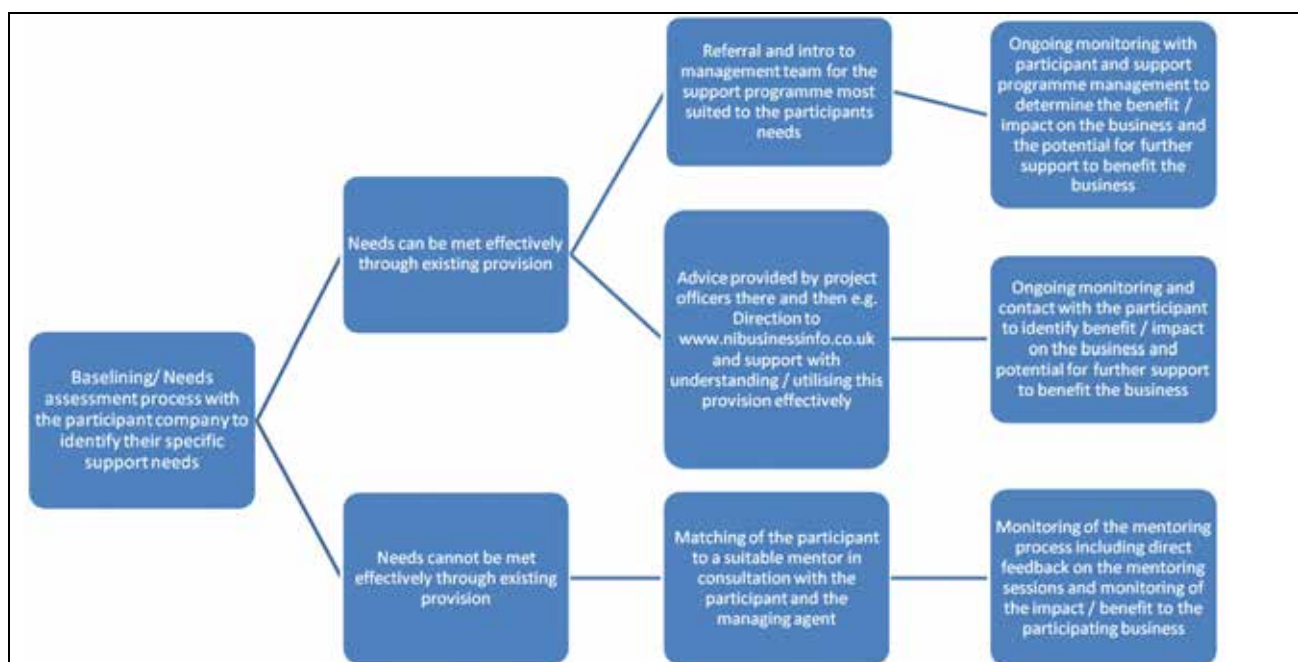 Baselining/ Needs
assessment process with
the participant company to
identify their specific
support needs
Needs can be met effectively
through existing provision
Referral and intro to
management team for the
support programme most
suited to the participants
needs
Ongoing monitoring with
participant and support
programme management to
determine the benefit /
impact on the business and
the potential for further
support to benefit the
business
Advice provided by project
officers there and then e.g.
Direction to
www.nibusinessinfo.co.uk
and support with
understanding / utilising this
provision effectively
Ongoing monitoring and
contact with the participant
to identify benefit / impact
on the business and
potential for further support
to benefit the business
Needs cannot be met
effectively through existing
provision
Matching of the participant
to a suitable mentor in
consultation with the
participant and the
managing agent
Monitoring of the mentoring
process including direct
feedback on the mentoring
sessions and monitoring of
the impact / benefit to the
participating business